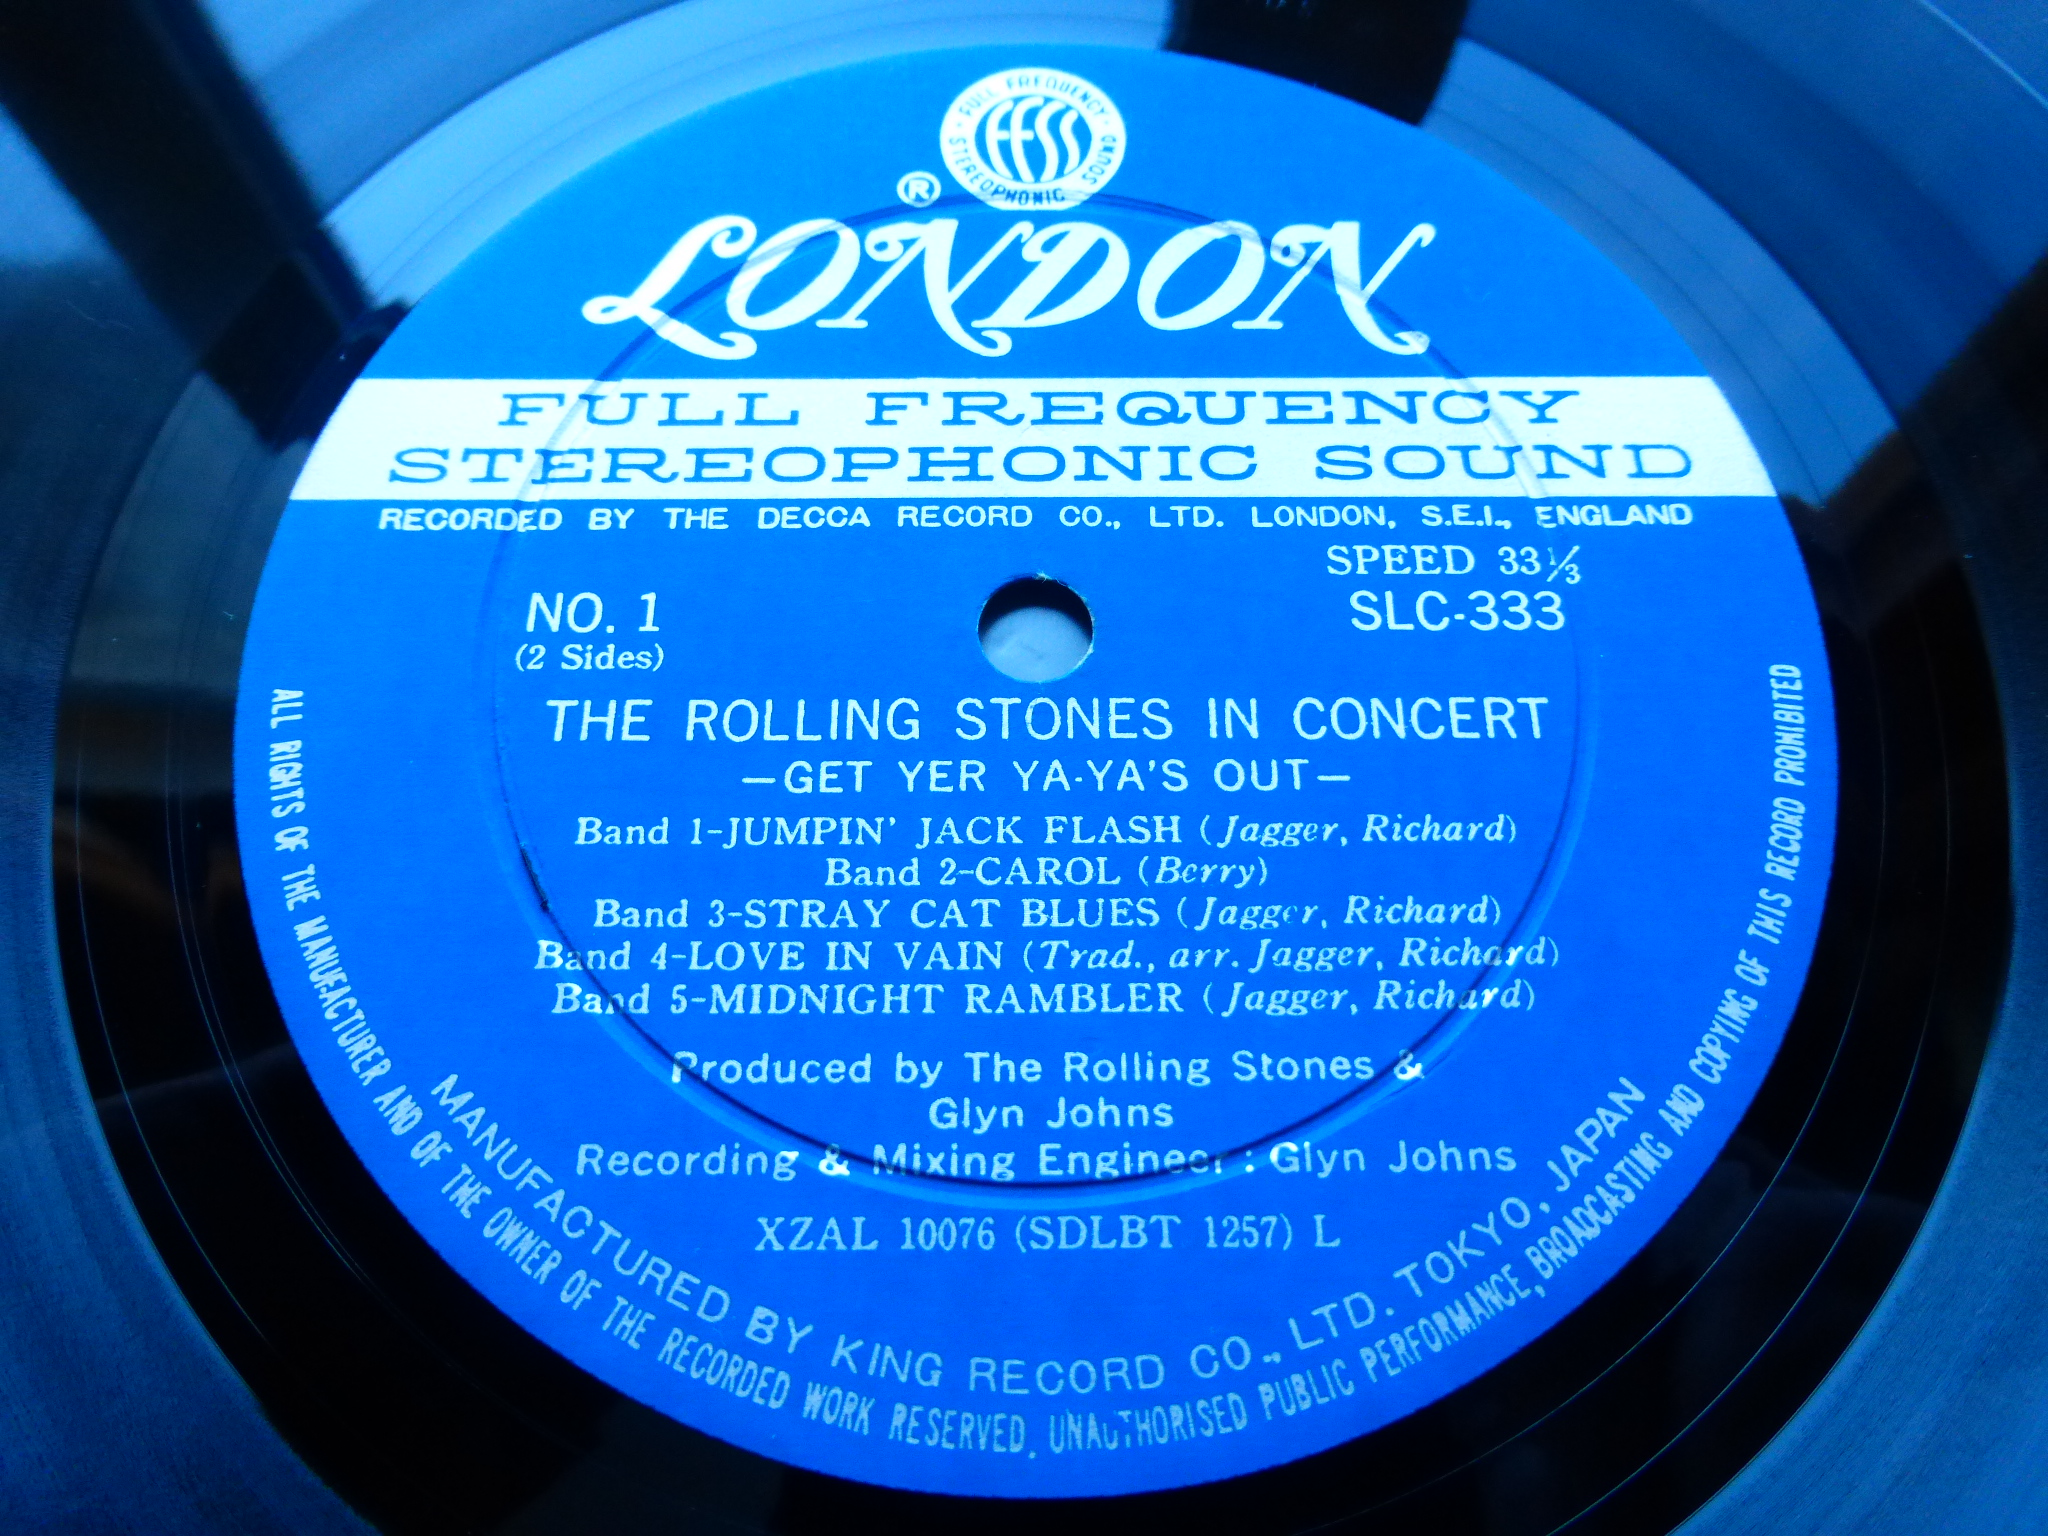 FULL FREQUENCY STEREOPHONIC SOUND
FFSS
®
LONDON
FULL FREQUENCY
STEREOPHONIC SOUND
RECORDED BY THE DECCA RECORD CO., LTD. LONDON, S.E.I., ENGLAND
SPEED 33⅓
NO. 1
SLC-333
(2 Sides)
THE ROLLING STONES IN CONCERT
—GET YER YA-YA'S OUT—
Band 1-JUMPIN' JACK FLASH (Jagger, Richard)
Band 2-CAROL (Berry)
Band 3-STRAY CAT BLUES (Jagger, Richard)
Band 4-LOVE IN VAIN (Trad., arr. Jagger, Richard)
Band 5-MIDNIGHT RAMBLER (Jagger, Richard)
Produced by The Rolling Stones &
Glyn Johns
Recording & Mixing Engineer : Glyn Johns
XZAL 10076 (SDLBT 1257) L
MANUFACTURED BY KING RECORD CO., LTD. TOKYO, JAPAN
ALL RIGHTS OF THE MANUFACTURER AND OF THE OWNER OF THE RECORDED WORK RESERVED. UNAUTHORISED PUBLIC PERFORMANCE, BROADCASTING AND COPYING OF THIS RECORD PROHIBITED